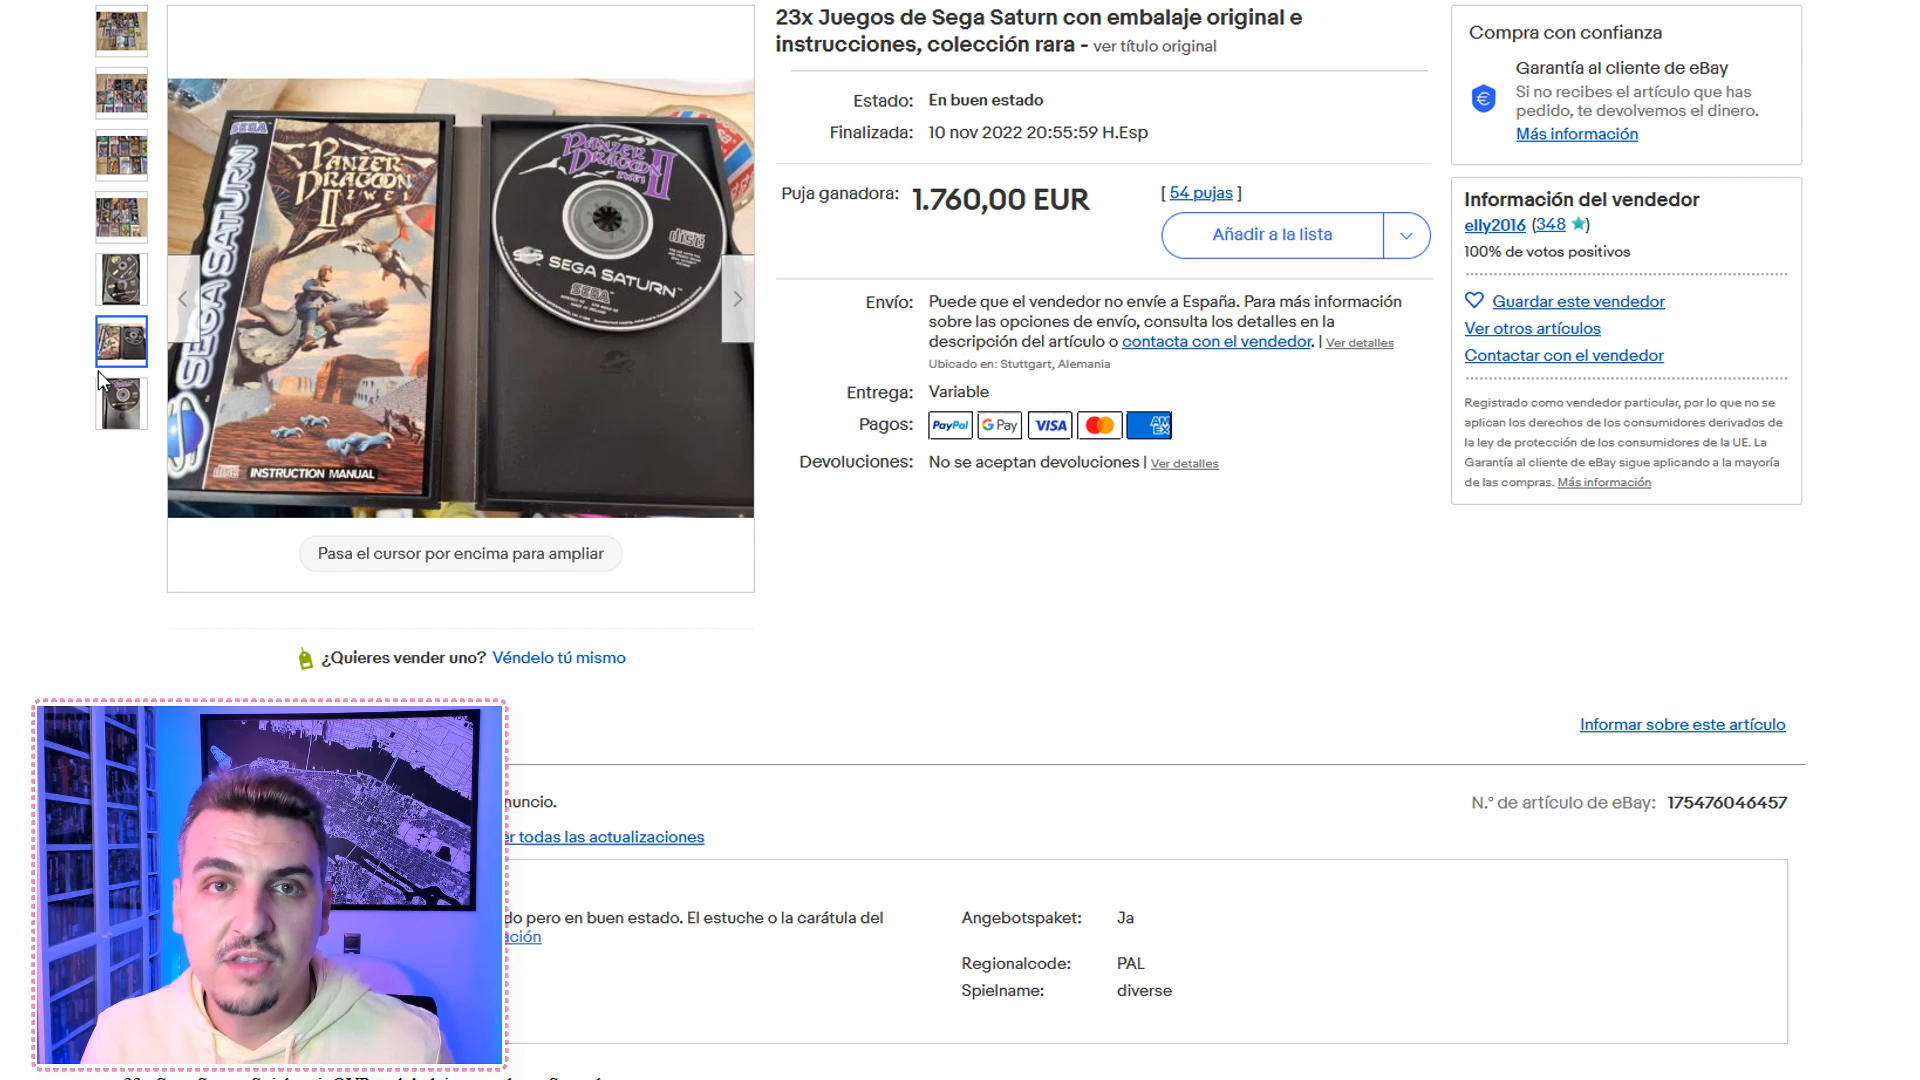 23x Juegos de Sega Saturn con embalaje original e
instrucciones, colección rara - ver título original
Estado: En buen estado
Finalizada: 10 nov 2022 20:55:59 H.Esp
Puja ganadora: 1.760,00 EUR
[ 54 pujas ]
Añadir a la lista
Envío: Puede que el vendedor no envíe a España. Para más información
sobre las opciones de envío, consulta los detalles en la
descripción del artículo o contacta con el vendedor. | Ver detalles
Ubicado en: Stuttgart, Alemania
Entrega: Variable
Pagos: PayPal G Pay VISA AM EX
Devoluciones: No se aceptan devoluciones | Ver detalles
Compra con confianza
Garantía al cliente de eBay
Si no recibes el artículo que has
pedido, te devolvemos el dinero.
Más información
Información del vendedor
elly2016 (348)
100% de votos positivos
Guardar este vendedor
Ver otros artículos
Contactar con el vendedor
Registrado como vendedor particular, por lo que no se
aplican los derechos de los consumidores derivados de
la ley de protección de los consumidores de la UE. La
Garantía al cliente de eBay sigue aplicando a la mayoría
de las compras. Más información
SEGA
SEGA SATURN
PANZER
DRAGOON
II
ZWEI
disc
INSTRUCTION MANUAL
PANZER
DRAGOON II
ZWEI
disc
SEGA SATURN
SEGA
Pasa el cursor por encima para ampliar
¿Quieres vender uno? Véndelo tú mismo
Informar sobre este artículo
nuncio.
N.° de artículo de eBay: 175476046457
er todas las actualizaciones
do pero en buen estado. El estuche o la carátula del
ación
Angebotspaket: Ja
Regionalcode: PAL
Spielname: diverse